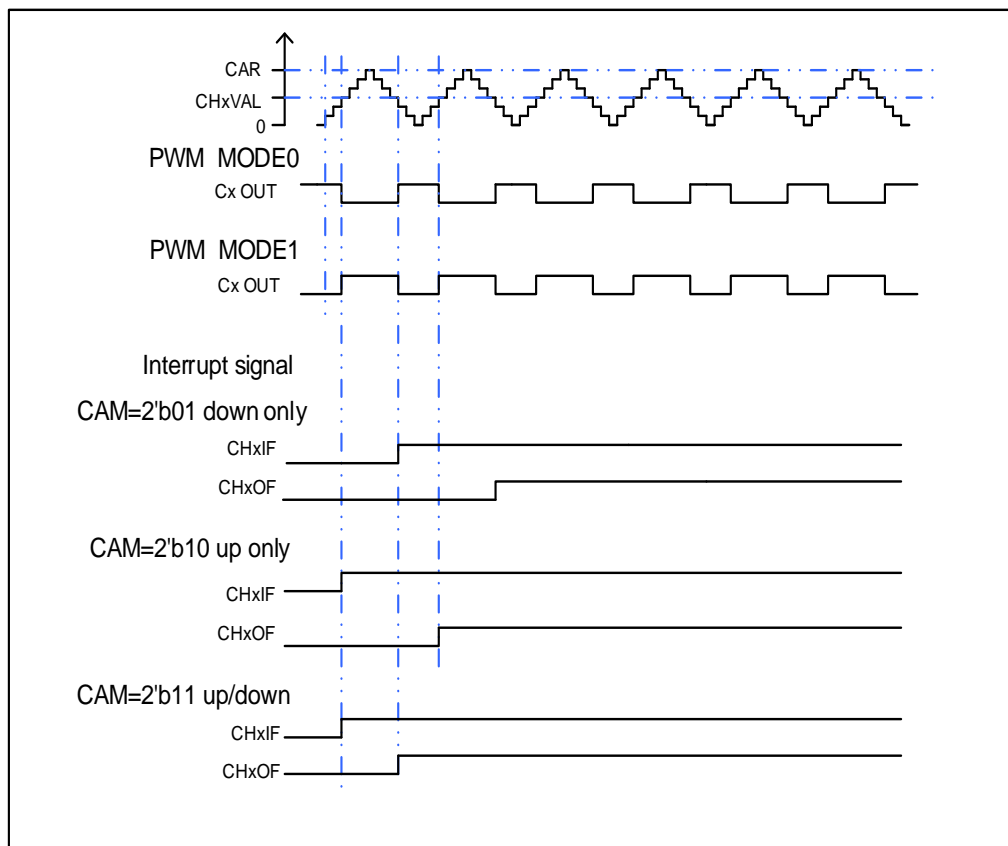 CAR
CHxVAL
0
PWM MODE0
Cx OUT
PWM MODE1
Cx OUT
Interrupt signal
CAM=2'b01 down only
CHxIF
CHxOF
CAM=2'b10 up only
CHxIF
CHxOF
CAM=2'b11 up/down
CHxIF
CHxOF